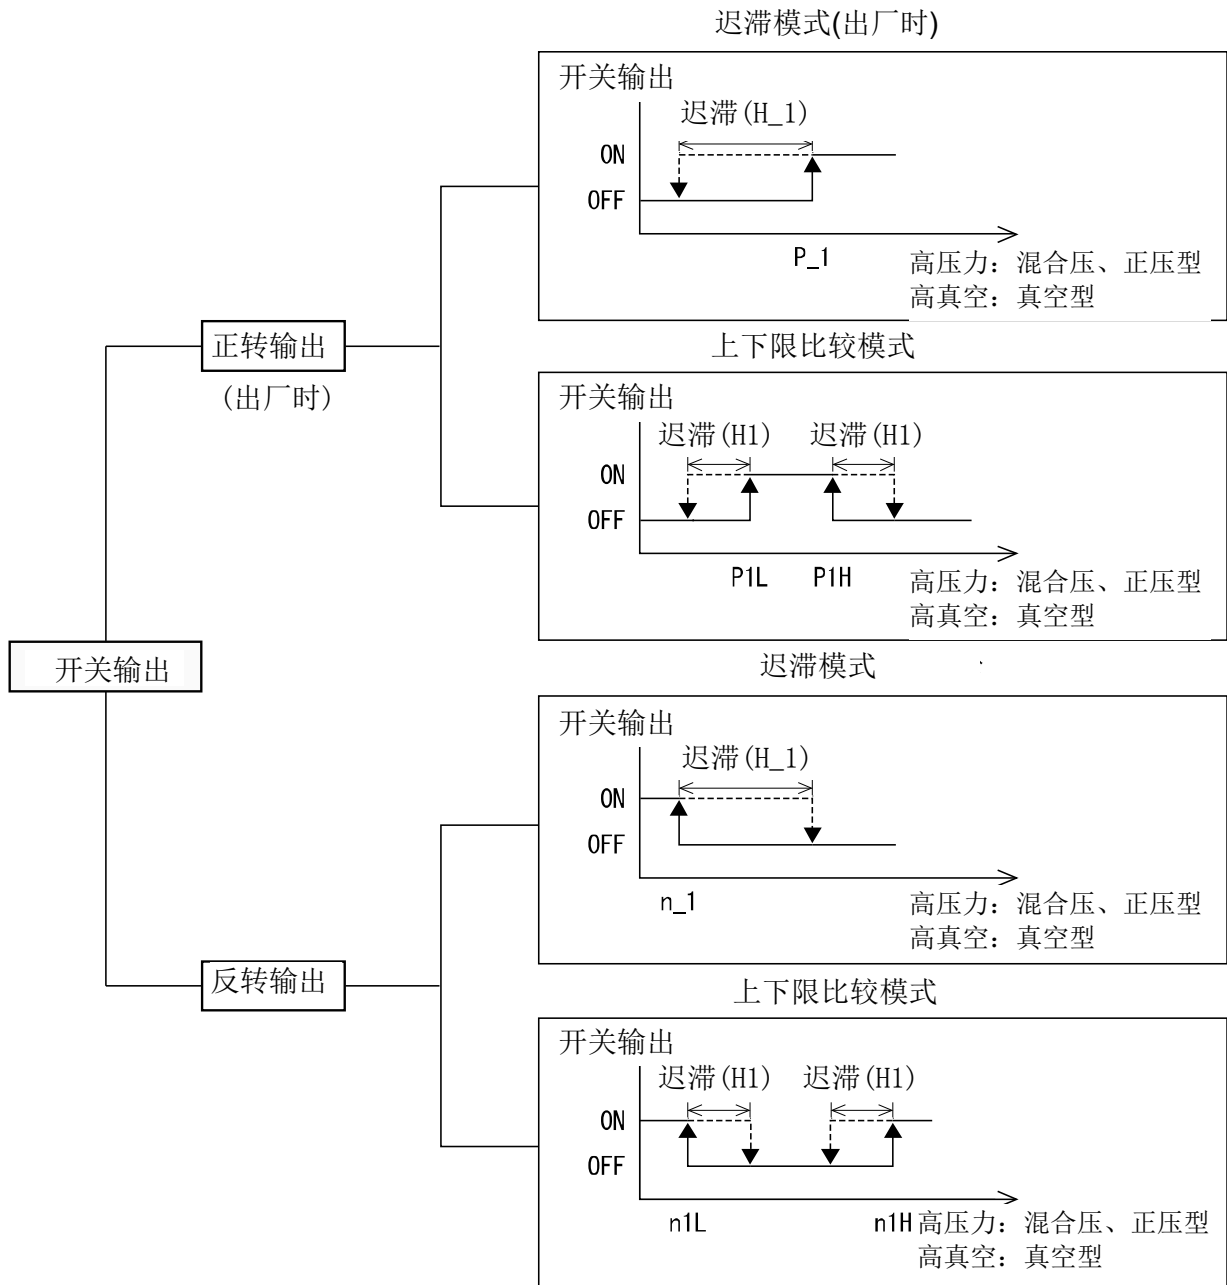 迟滞模式(出厂时)
开关输出
迟滞(H_1)
ON
OFF
P_1
高压力：混合压、正压型
高真空：真空型
正转输出
(出厂时)
上下限比较模式
开关输出
迟滞(H1) 迟滞(H1)
ON
OFF
P1L P1H
高压力：混合压、正压型
高真空：真空型
开关输出
迟滞模式
开关输出
迟滞(H_1)
ON
OFF
n_1
高压力：混合压、正压型
高真空：真空型
反转输出
上下限比较模式
开关输出
迟滞(H1) 迟滞(H1)
ON
OFF
n1L n1H 高压力：混合压、正压型
高真空：真空型